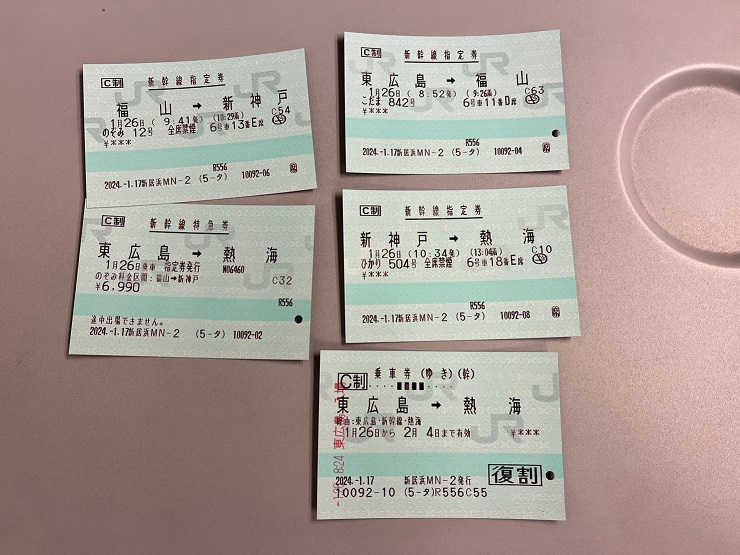 C制 新幹線指定券
福山 → 新神戸
1月26日 ( 9:41発) (10:29着) C54
のぞみ 12号 全席禁煙 6号車13番E席
¥***
R556
2024.-1.17新居浜MN-2 (5-タ) 10092-06
C制 新幹線指定券
東広島 → 福山
1月26日 ( 8:52発) ( 9:26着) C63
こだま 842号 6号車11番D席
¥***
R556
2024.-1.17新居浜MN-2 (5-タ) 10092-04
C制 新幹線特急券
東広島 → 熱海
1月26日乗車 指定券発行 N06460
のぞみ料金区間:福山→新神戸 C32
¥6,990
R556
途中出場できません。
2024.-1.17新居浜MN-2 (5-タ) 10092-02
C制 新幹線指定券
新神戸 → 熱海
1月26日 (10:34発) (13:04着) C10
ひかり 504号 全席禁煙 6号車18番E席
¥***
R556
2024.-1.17新居浜MN-2 (5-タ) 10092-08
C制 乗車券 (ゆき) (幹)
東広島 → 熱海
経由:東広島・新幹線・熱海
1月26日から 2月 4日まで有効 ¥***
復割
2024.-1.17 新居浜MN-2発行
10092-10 (5-タ)R556C55
8:24 東広島
JR